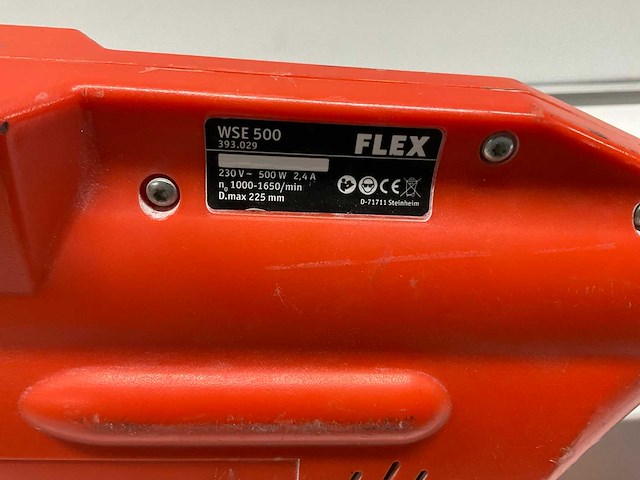 WSE 500
393.029
FLEX
230 V~ 500 W 2,4 A
n₀ 1000-1650/min
D.max 225 mm
CE
D-71711 Steinheim